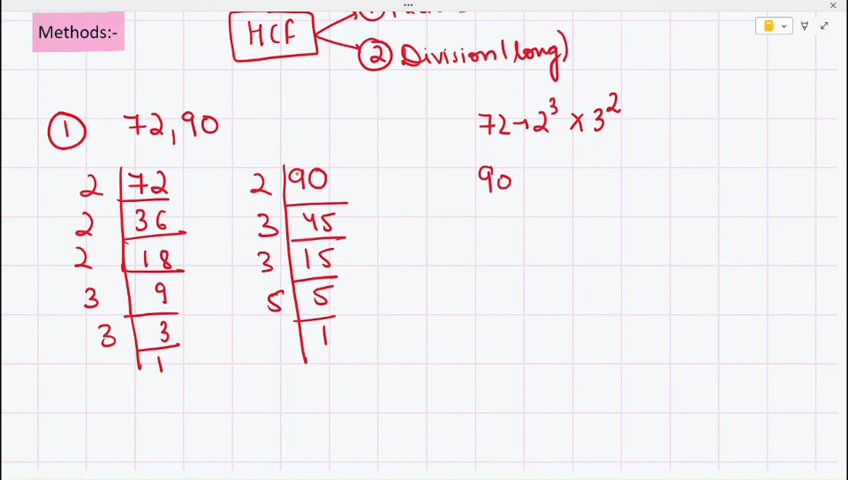 Methods:-
HCF
② Division (long)
① 72, 90
72 → 2³ × 3²
90
2 | 72
2 | 36
2 | 18
3 | 9
3 | 3
1
2 | 90
3 | 45
3 | 15
5 | 5
1